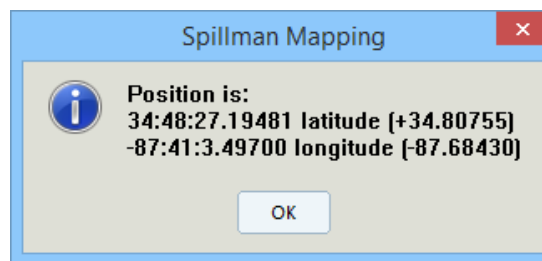 Spillman Mapping
Position is:
34:48:27.19481 latitude (+34.80755)
-87:41:3.49700 longitude (-87.68430)
OK